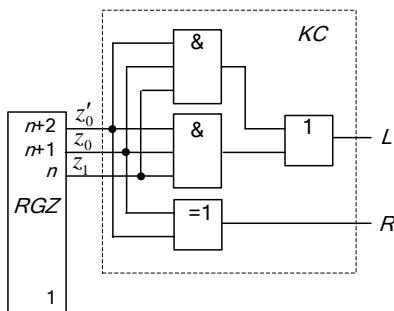 KC
&
n+2 z′₀
n+1 z₀
n z₁
&
1
L
RGZ
=1
R
1